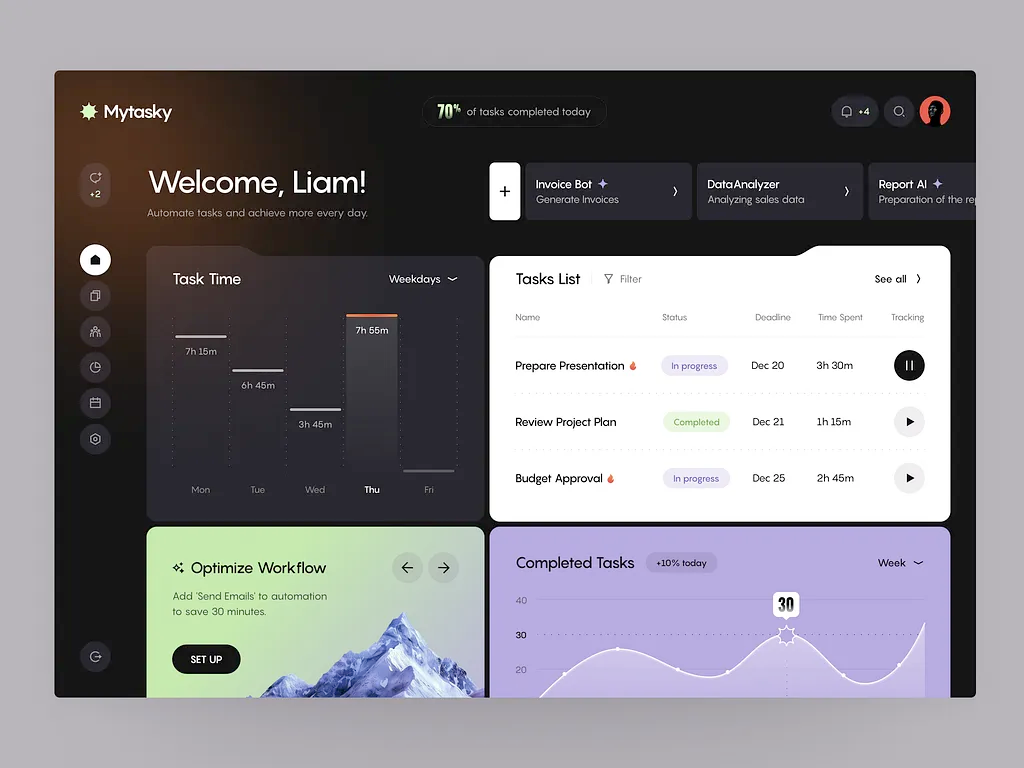 Mytasky
70% of tasks completed today
+4
+2
Welcome, Liam!
Automate tasks and achieve more every day.
+
Invoice Bot
Generate Invoices
DataAnalyzer
Analyzing sales data
Report AI
Preparation of the
Task Time
Weekdays
7h 15m
6h 45m
3h 45m
7h 55m
Mon Tue Wed Thu Fri
Tasks List
Filter
See all
Name Status Deadline Time Spent Tracking
Prepare Presentation In progress Dec 20 3h 30m
Review Project Plan Completed Dec 21 1h 15m
Budget Approval In progress Dec 25 2h 45m
Optimize Workflow
Add 'Send Emails' to automation
to save 30 minutes.
SET UP
Completed Tasks
+10% today
Week
40
30
20
30